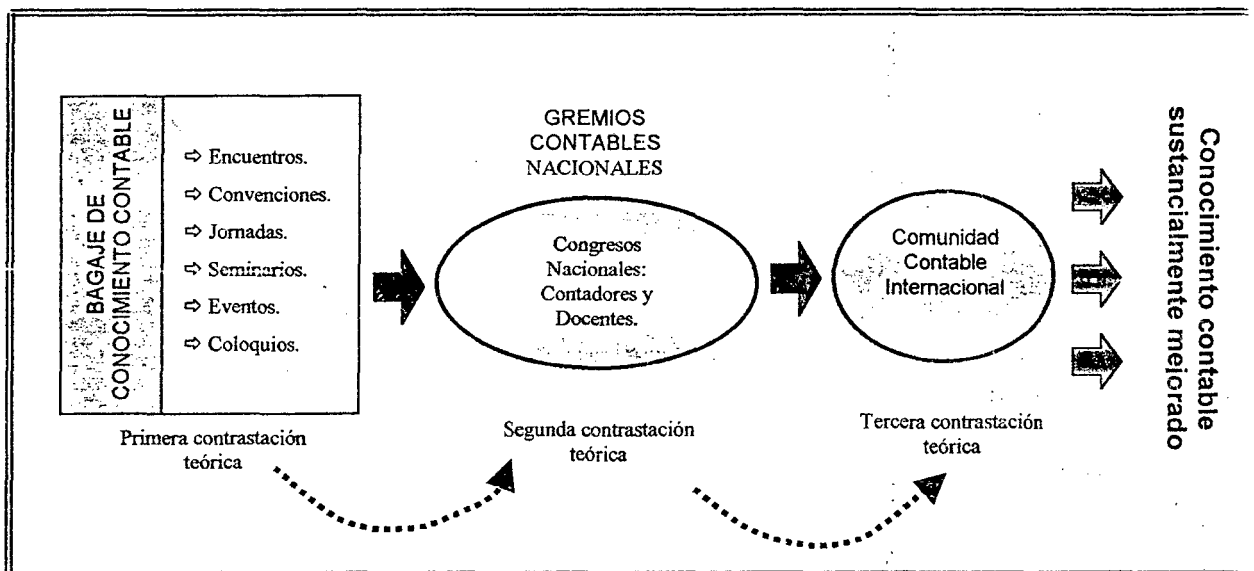 BAGAJE DE
CONOCIMIENTO CONTABLE
⇨ Encuentros.
⇨ Convenciones.
⇨ Jornadas.
⇨ Seminarios.
⇨ Eventos.
⇨ Coloquios.
Primera contrastación
teórica
GREMIOS
CONTABLES
NACIONALES
Congresos
Nacionales:
Contadores y
Docentes.
Segunda contrastación
teórica
Comunidad
Contable
Internacional
Tercera contrastación
teórica
Conocimiento contable
sustancialmente mejorado